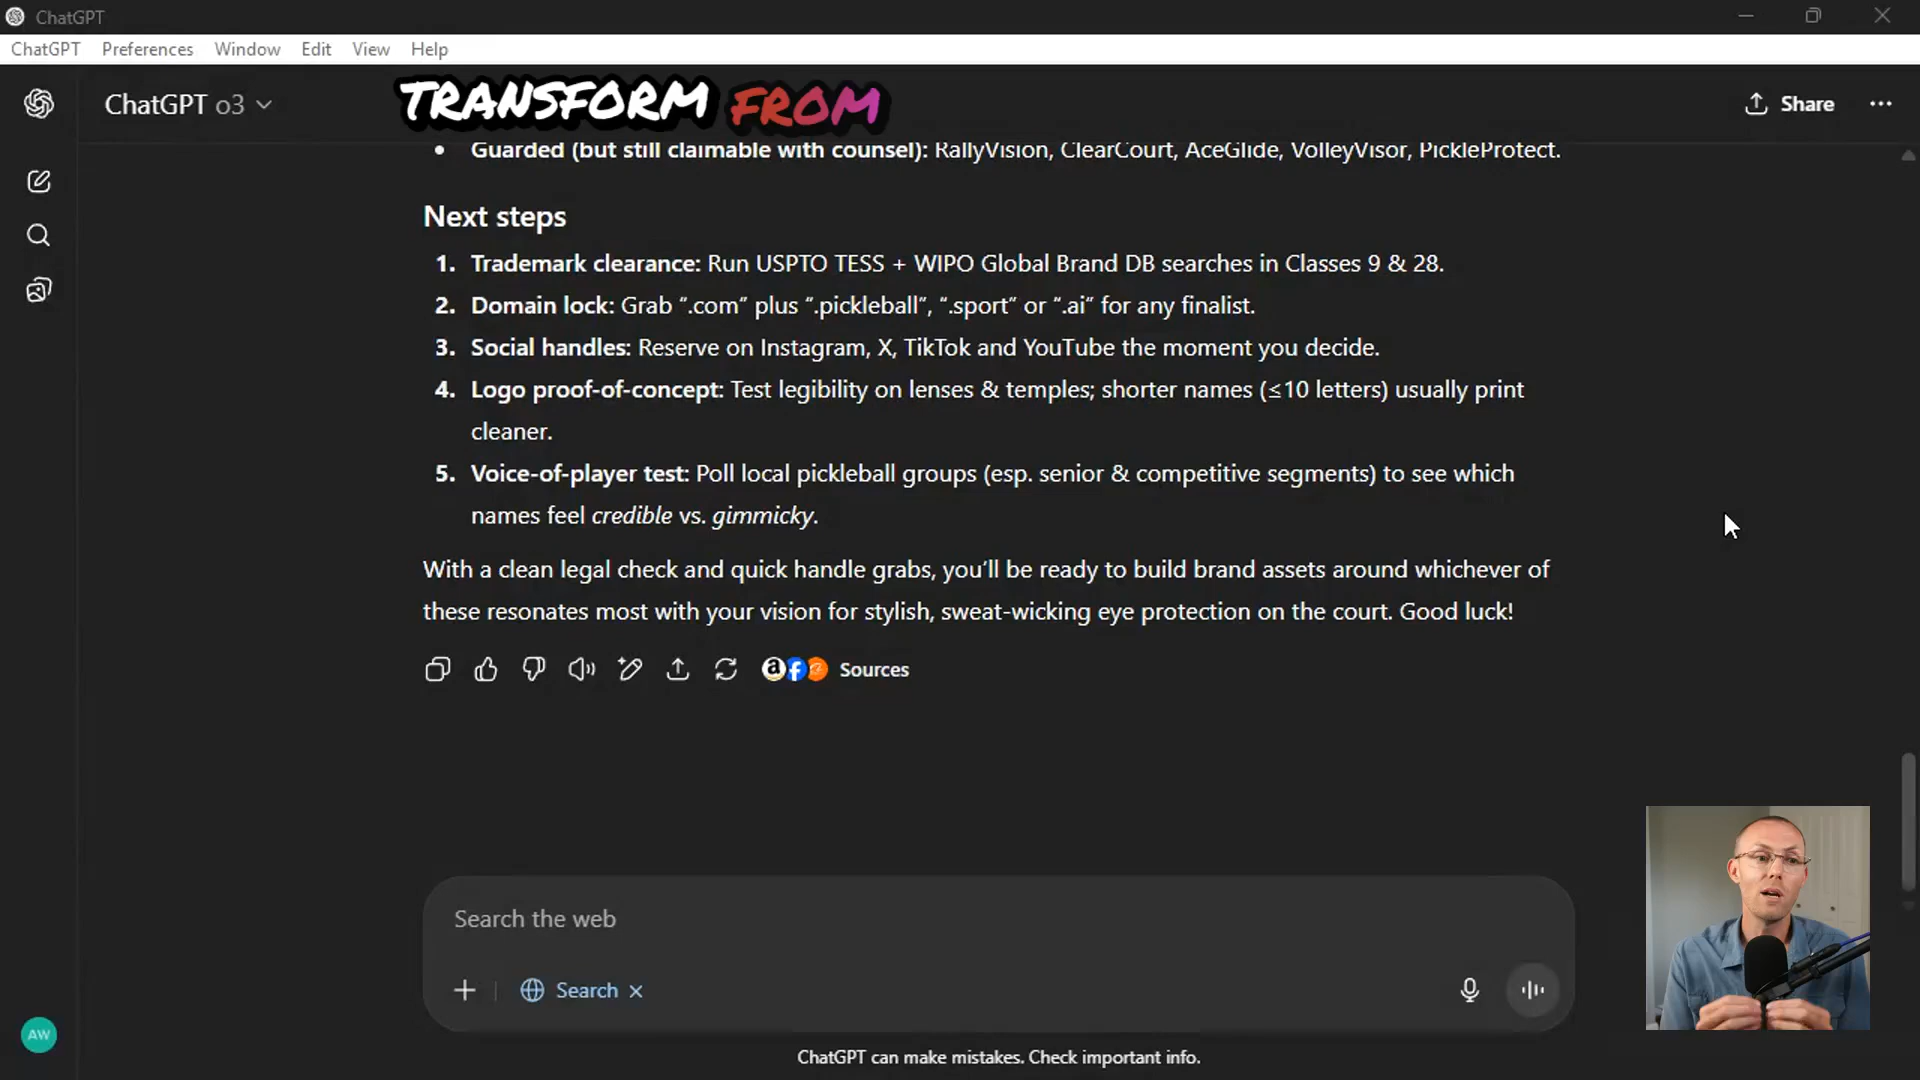 ChatGPT
ChatGPT Preferences Window Edit View Help
ChatGPT o3
TRANSFORM FROM
Share
• Guarded (but still claimable with counsel): RallyVision, ClearCourt, AceGlide, VolleyVisor, PickleProtect.
Next steps
1. Trademark clearance: Run USPTO TESS + WIPO Global Brand DB searches in Classes 9 & 28.
2. Domain lock: Grab “.com” plus “.pickleball”, “.sport” or “.ai” for any finalist.
3. Social handles: Reserve on Instagram, X, TikTok and YouTube the moment you decide.
4. Logo proof-of-concept: Test legibility on lenses & temples; shorter names (≤10 letters) usually print
cleaner.
5. Voice-of-player test: Poll local pickleball groups (esp. senior & competitive segments) to see which
names feel credible vs. gimmicky.
With a clean legal check and quick handle grabs, you’ll be ready to build brand assets around whichever of
these resonates most with your vision for stylish, sweat-wicking eye protection on the court. Good luck!
Sources
Search the web
Search
AW
ChatGPT can make mistakes. Check important info.